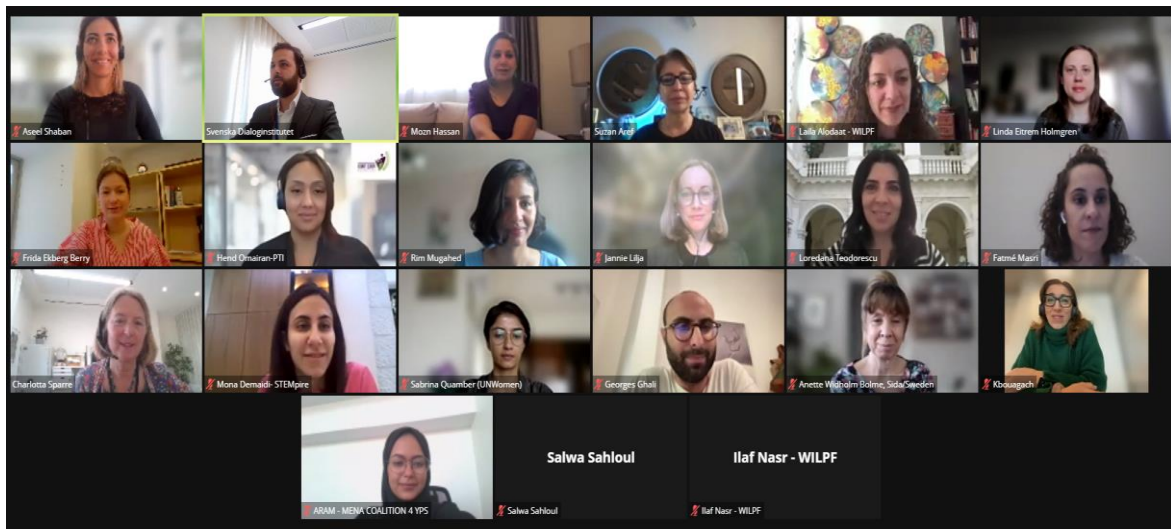 Aseel Shaban
Svenska Dialoginstitutet
Mozn Hassan
Suzan Aref
Laila Alodaat - WILPF
Linda Eitrem Holmgren
Frida Ekberg Berry
Hend Omairan-PTI
Rim Mugahed
Jannie Lilja
Loredana Teodorescu
Fatmé Masri
Charlotta Sparre
Mona Demaidi- STEMpire
Sabrina Quamber (UNWomen)
Georges Ghali
Anette Widholm Bolme, Sida/Sweden
Kbouagach
ARAM - MENA COALITION 4 YPS
Salwa Sahloul
Salwa Sahloul
Ilaf Nasr - WILPF
Ilaf Nasr - WILPF